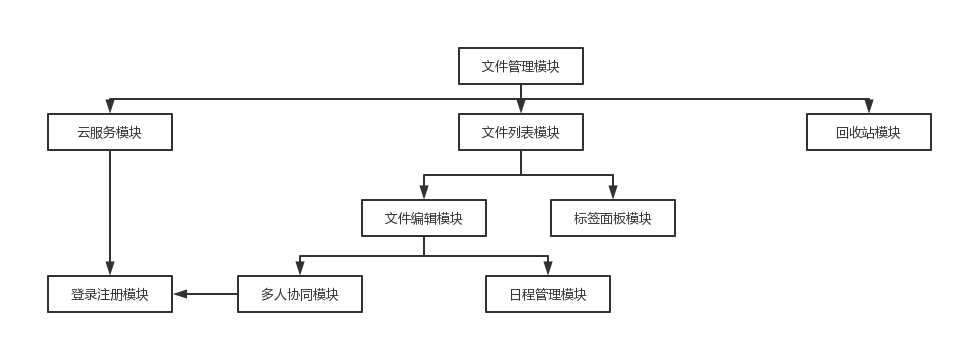 文件管理模块
云服务模块
文件列表模块
回收站模块
文件编辑模块
标签面板模块
登录注册模块
多人协同模块
日程管理模块